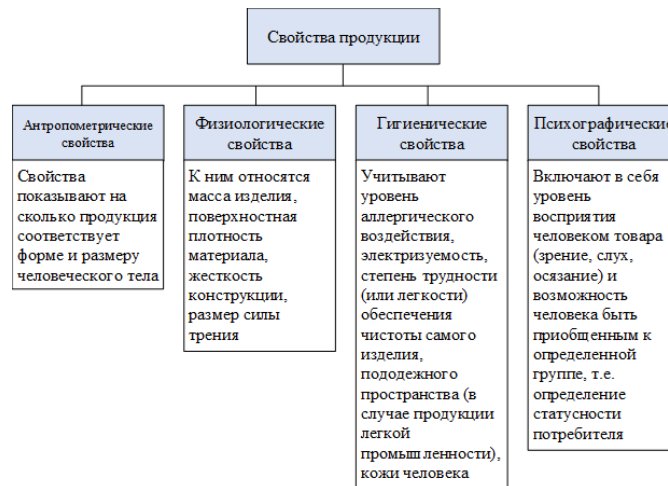 Свойства продукции
Антропометрические
свойства
Свойства
показывают на
сколько продукция
соответствует
форме и размеру
человеческого тела
Физиологические
свойства
К ним относятся
масса изделия,
поверхностная
плотность
материала,
жесткость
конструкции,
размер силы
трения
Гигиенические
свойства
Учитывают
уровень
аллергического
воздействия,
электризуемость,
степень трудности
(или легкости)
обеспечения
чистоты самого
изделия,
пододежного
пространства (в
случае продукции
легкой
промышленности),
кожи человека
Психографические
свойства
Включают в себя
уровень
восприятия
человеком товара
(зрение, слух,
осязание) и
возможность
человека быть
приобщенным к
определенной
группе, т.е.
определение
статусности
потребителя